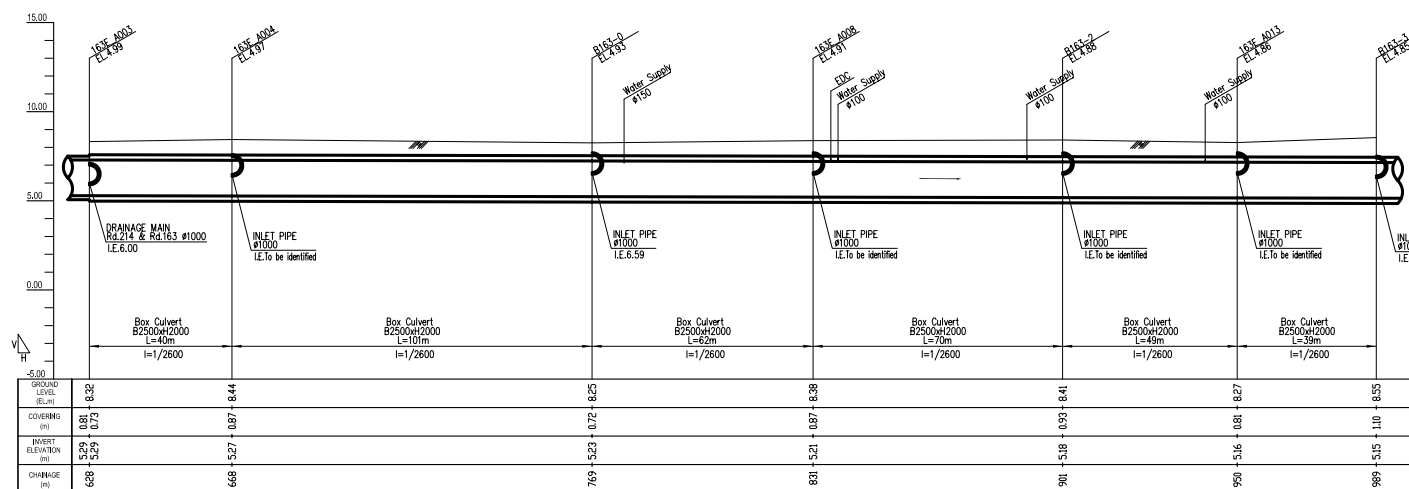 15.00
10.00
5.00
0.00
-5.00
163E_A003
EL.4.99
163E_A004
EL.4.97
B163-0
EL.4.93
Water Supply
ø150
163E_A008
EL.4.91
EDC
Water Supply
ø100
Water Supply
ø100
B163-2
EL.4.88
Water Supply
ø100
163E_A013
EL.4.86
B163-3
EL.4.85
DRAINAGE MAIN
Rd.214 & Rd.163 ø1000
I.E.6.00
INLET PIPE
ø1000
I.E.To be identified
INLET PIPE
ø1000
I.E.6.59
INLET PIPE
ø1000
I.E.To be identified
INLET PIPE
ø1000
I.E.To be identified
INLET PIPE
ø1000
I.E.To be identified
V
H
Box Culvert
B2500xH2000
L=40m
I=1/2600
Box Culvert
B2500xH2000
L=101m
I=1/2600
Box Culvert
B2500xH2000
L=62m
I=1/2600
Box Culvert
B2500xH2000
L=70m
I=1/2600
Box Culvert
B2500xH2000
L=49m
I=1/2600
Box Culvert
B2500xH2000
L=39m
I=1/2600
GROUND
LEVEL
(EL.m)
8.32 8.44 8.25 8.38 8.41 8.27 8.55
COVERING
(m)
0.81 0.73 0.87 0.72 0.87 0.93 0.81 1.10
INVERT
ELEVATION
(m)
5.29 5.29 5.27 5.23 5.21 5.18 5.16 5.15
CHAINAGE
(m)
628 668 769 831 901 950 989